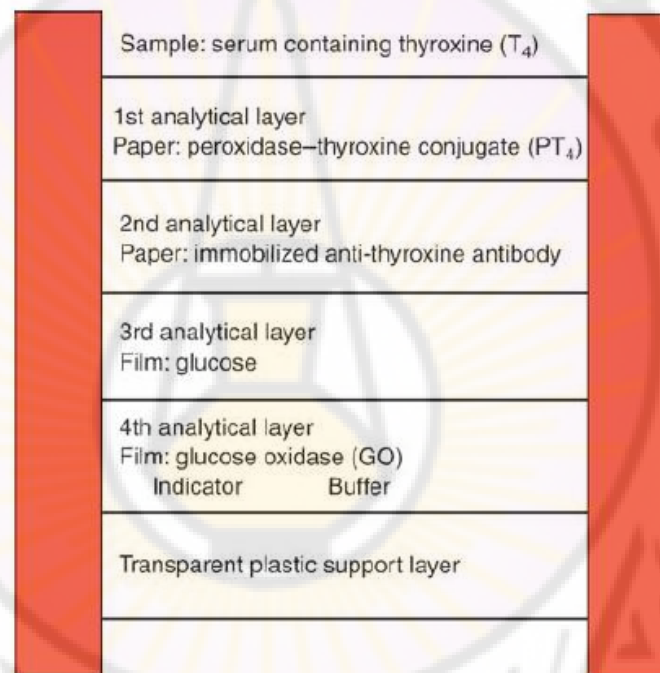 Sample: serum containing thyroxine (T₄)
1st analytical layer
Paper: peroxidase–thyroxine conjugate (PT₄)
2nd analytical layer
Paper: immobilized anti-thyroxine antibody
3rd analytical layer
Film: glucose
4th analytical layer
Film: glucose oxidase (GO)
Indicator Buffer
Transparent plastic support layer